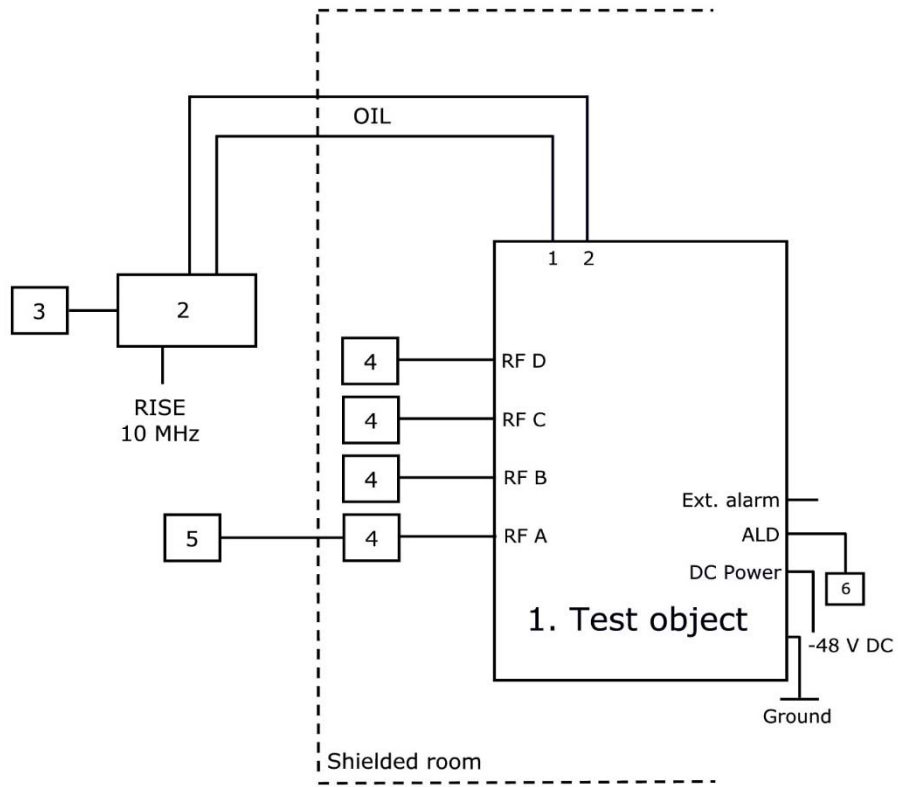 OIL
1 2
3
2
4
RF D
RISE
10 MHz
4
RF C
4
RF B
Ext. alarm
5
4
RF A
ALD
DC Power
6
1. Test object
-48 V DC
Ground
Shielded room